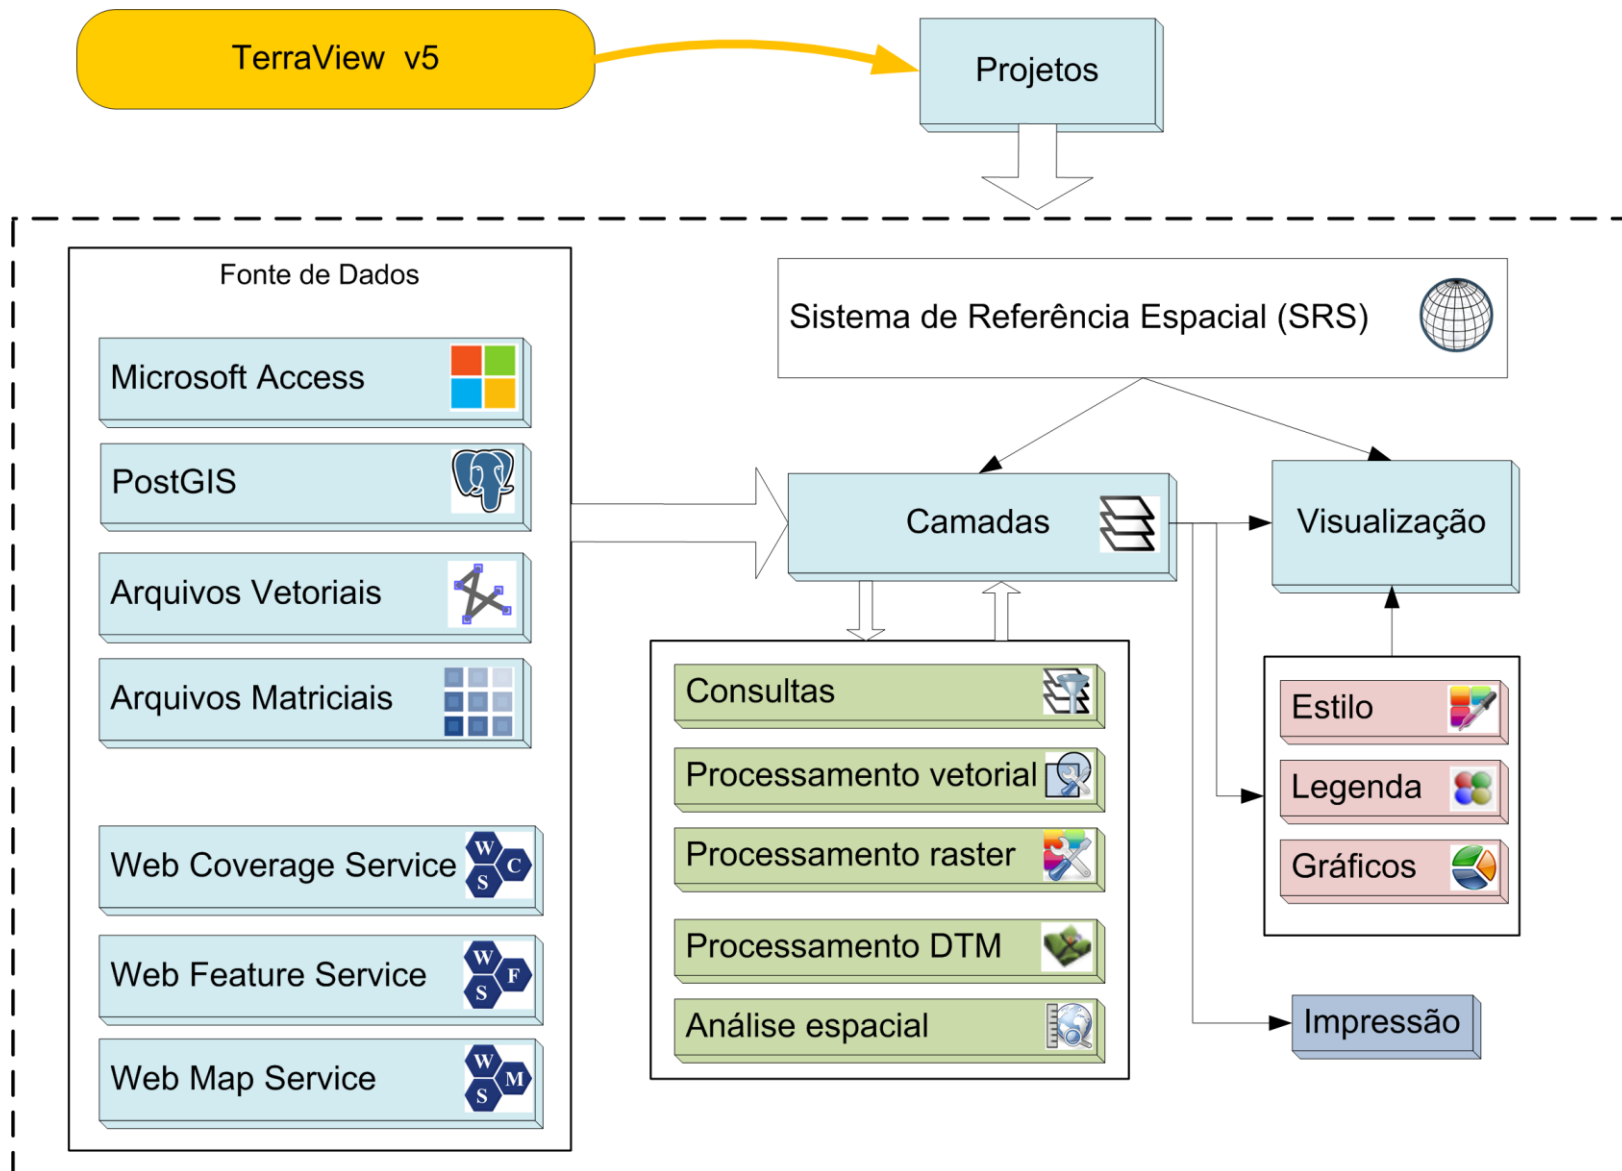 TerraView v5
Projetos
Fonte de Dados
Microsoft Access
PostGIS
Arquivos Vetoriais
Arquivos Matriciais
Web Coverage Service
W
C
S
Web Feature Service
W
F
S
Web Map Service
W
M
S
Sistema de Referência Espacial (SRS)
Camadas
Visualização
Consultas
Processamento vetorial
Processamento raster
Processamento DTM
Análise espacial
Estilo
Legenda
Gráficos
Impressão